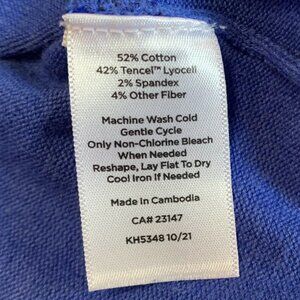 52% Cotton
42% Tencel™ Lyocell
2% Spandex
4% Other Fiber
Machine Wash Cold
Gentle Cycle
Only Non-Chlorine Bleach
When Needed
Reshape, Lay Flat To Dry
Cool Iron If Needed
Made In Cambodia
CA# 23147
KH5348 10/21